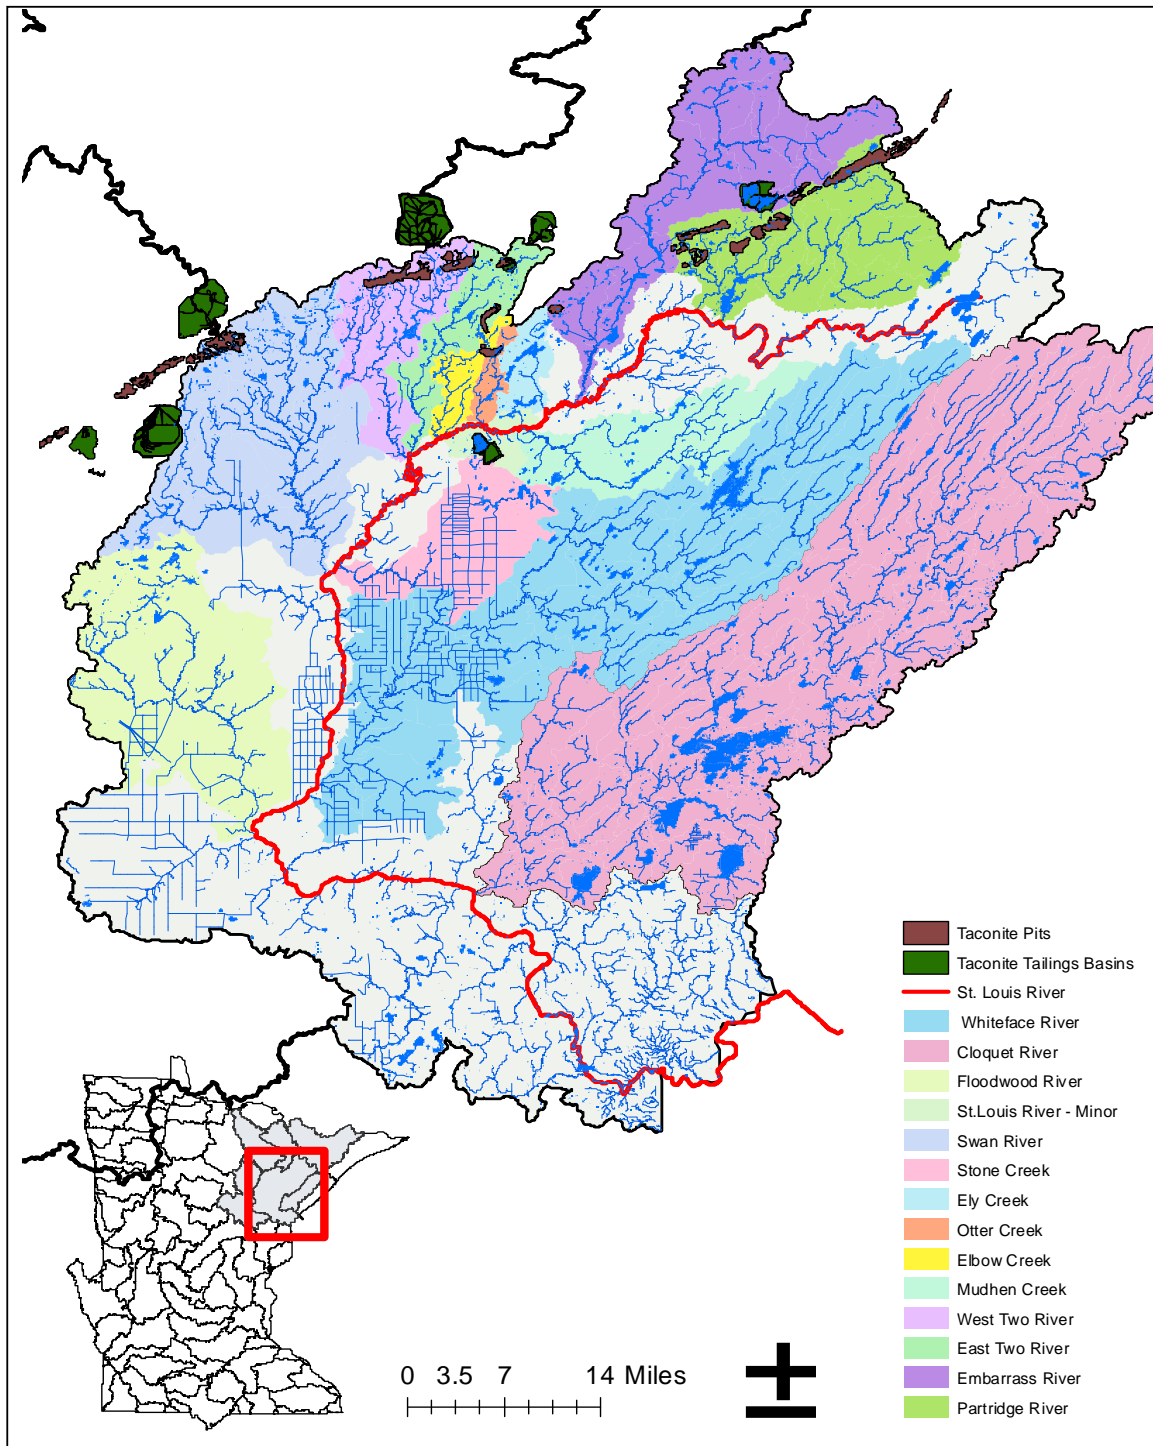 Taconite Pits
Taconite Tailings Basins
St. Louis River
Whiteface River
Cloquet River
Floodwood River
St.Louis River - Minor
Swan River
Stone Creek
Ely Creek
Otter Creek
Elbow Creek
Mudhen Creek
West Two River
East Two River
Embarrass River
Partridge River
0 3.5 7 14 Miles